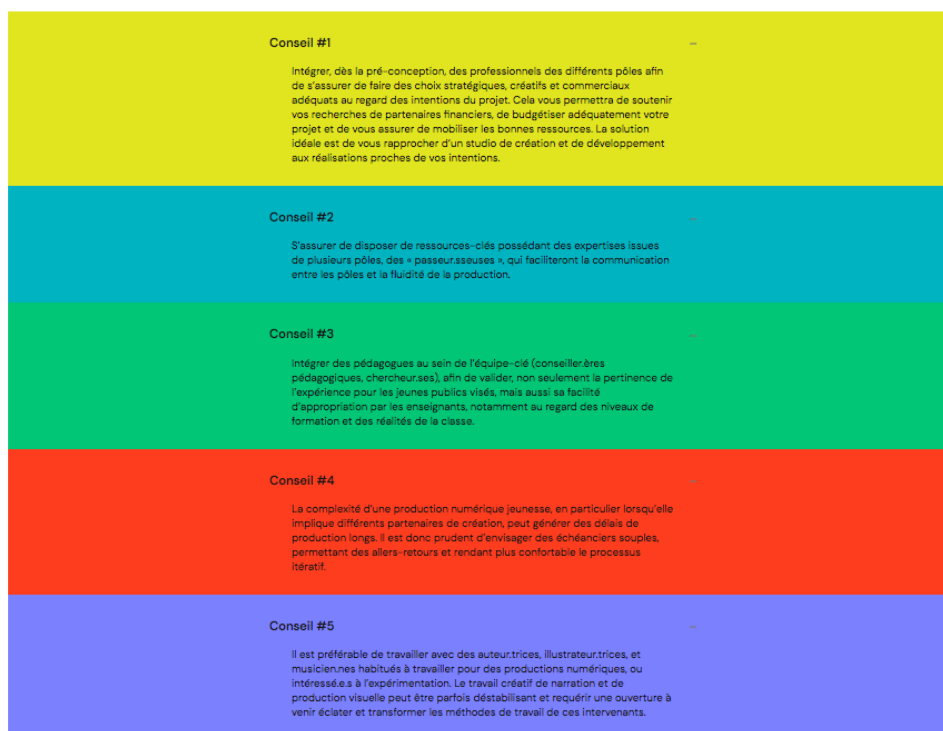 Conseil #1
Intégrer, dès la pré-conception, des professionnels des différents pôles afin
de s'assurer de faire des choix stratégiques, créatifs et commerciaux
adéquats au regard des intentions du projet. Cela vous permettra de soutenir
vos recherches de partenaires financiers, de budgétiser adéquatement votre
projet et de vous assurer de mobiliser les bonnes ressources. La solution
idéale est de vous rapprocher d'un studio de création et de développement
aux réalisations proches de vos intentions.
Conseil #2
S'assurer de disposer de ressources-clés possédant des expertises issues
de plusieurs pôles, des « passeur.sseuses », qui faciliteront la communication
entre les pôles et la fluidité de la production.
Conseil #3
Intégrer des pédagogues au sein de l'équipe-clé (conseiller.ères
pédagogiques, chercheur.ses), afin de valider, non seulement la pertinence de
l'expérience pour les jeunes publics visés, mais aussi sa facilité
d'appropriation par les enseignants, notamment au regard des niveaux de
formation et des réalités de la classe.
Conseil #4
La complexité d'une production numérique jeunesse, en particulier lorsqu'elle
implique différents partenaires de création, peut générer des délais de
production longs. Il est donc prudent d'envisager des échéanciers souples,
permettant des allers-retours et rendant plus confortable le processus
itératif.
Conseil #5
Il est préférable de travailler avec des auteur.trices, illustrateur.trices, et
musicien.nes habitués à travailler pour des productions numériques, ou
intéressé.e.s à l'expérimentation. Le travail créatif de narration et de
production visuelle peut être parfois déstabilisant et requérir une ouverture à
venir éclater et transformer les méthodes de travail de ces intervenants.